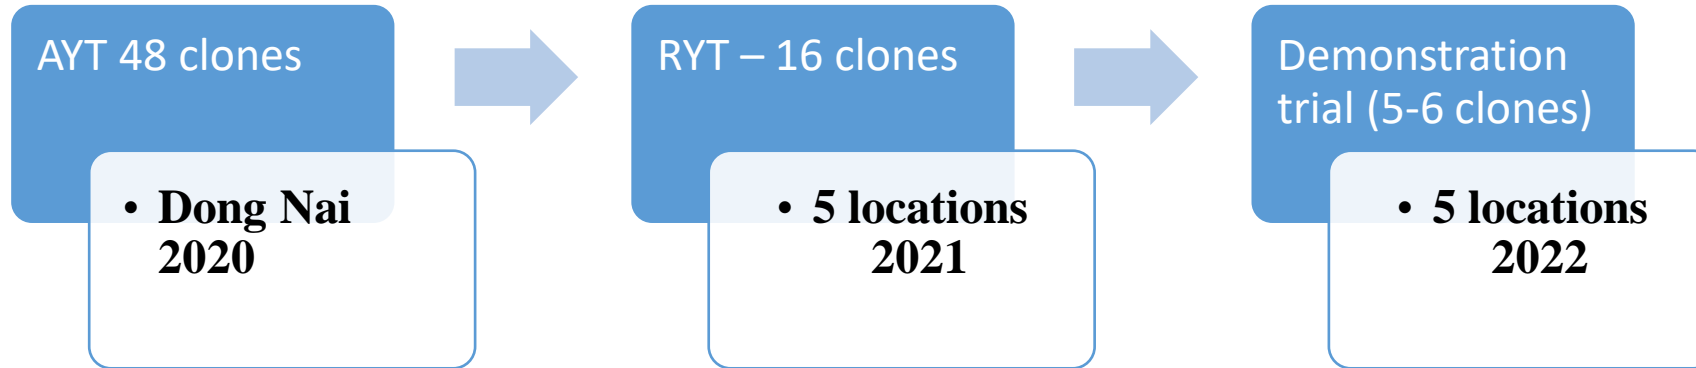 AYT 48 clones
• Dong Nai
2020
RYT – 16 clones
• 5 locations
2021
Demonstration
trial (5-6 clones)
• 5 locations
2022